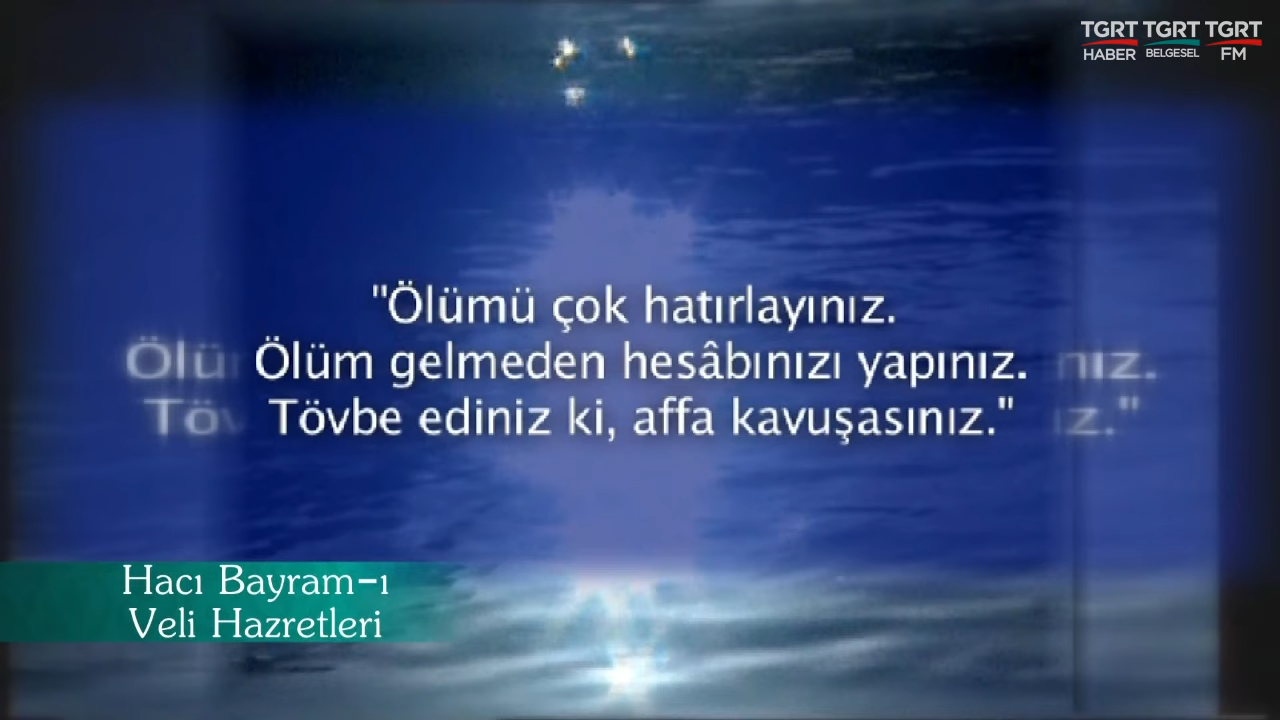 TGRT TGRT TGRT
HABER BELGESEL FM
"Ölümü çok hatırlayınız.
Ölüm gelmeden hesâbınızı yapınız.
Tövbe ediniz ki, affa kavuşasınız."
Hacı Bayram-ı
Veli Hazretleri